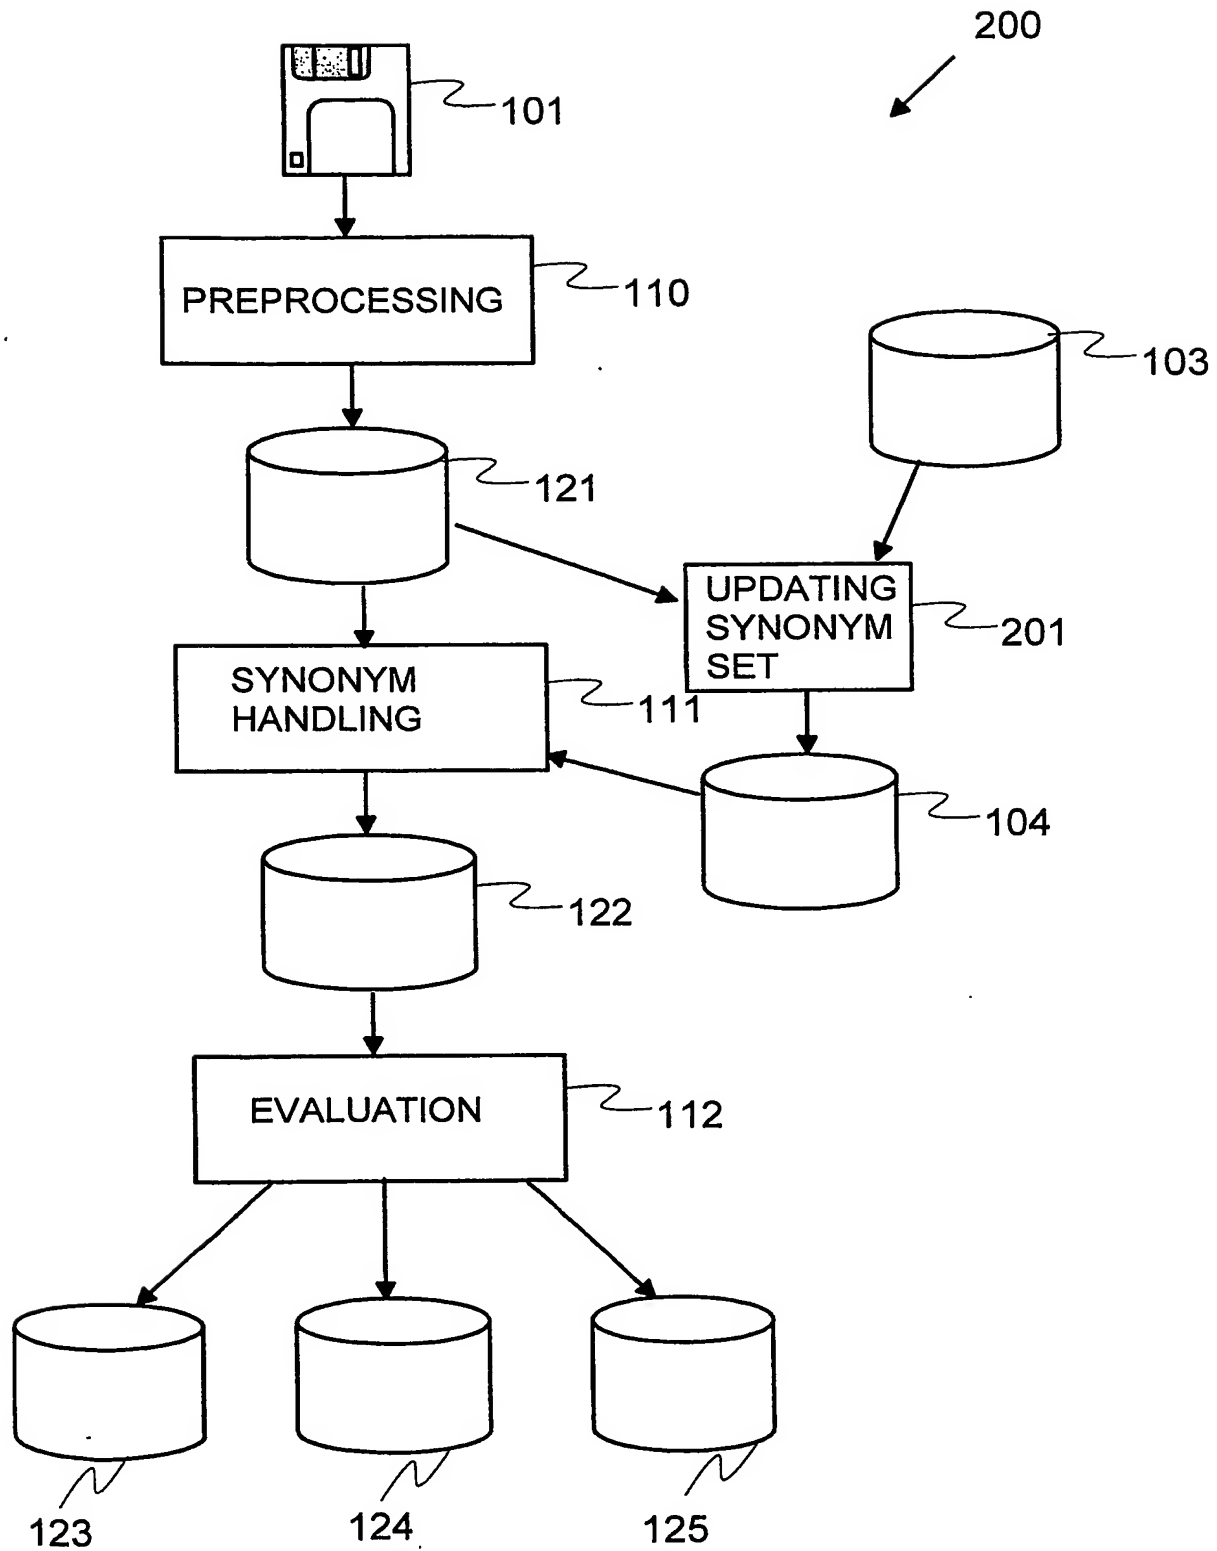 200
101
PREPROCESSING
110
103
121
UPDATING
SYNONYM
SET
201
SYNONYM
HANDLING
111
104
122
EVALUATION
112
123
124
125